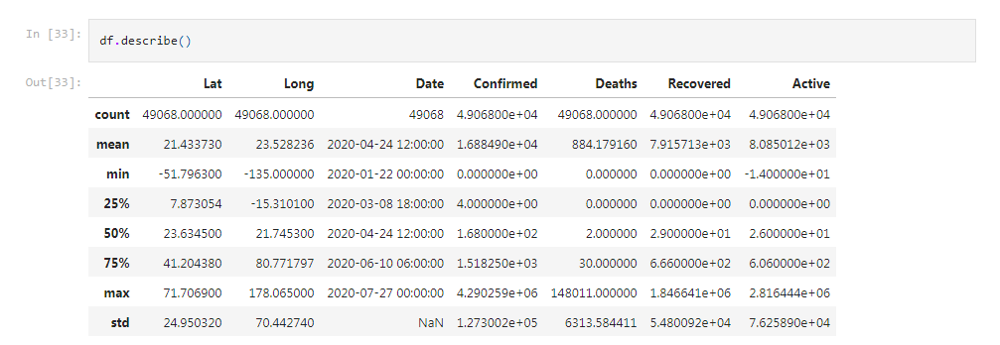 In [33]: df.describe()
Out[33]:
Lat Long Date Confirmed Deaths Recovered Active
count 49068.000000 49068.000000 49068 4.906800e+04 49068.000000 4.906800e+04 4.906800e+04
mean 21.433730 23.528236 2020-04-24 12:00:00 1.688490e+04 884.179160 7.915713e+03 8.085012e+03
min -51.796300 -135.000000 2020-01-22 00:00:00 0.000000e+00 0.000000 0.000000e+00 -1.400000e+01
25% 7.873054 -15.310100 2020-03-08 18:00:00 4.000000e+00 0.000000 0.000000e+00 0.000000e+00
50% 23.634500 21.745300 2020-04-24 12:00:00 1.680000e+02 2.000000 2.900000e+01 2.600000e+01
75% 41.204380 80.771797 2020-06-10 06:00:00 1.518250e+03 30.000000 6.660000e+02 6.060000e+02
max 71.706900 178.065000 2020-07-27 00:00:00 4.290259e+06 148011.000000 1.846641e+06 2.816444e+06
std 24.950320 70.442740 NaN 1.273002e+05 6313.584411 5.480092e+04 7.625890e+04